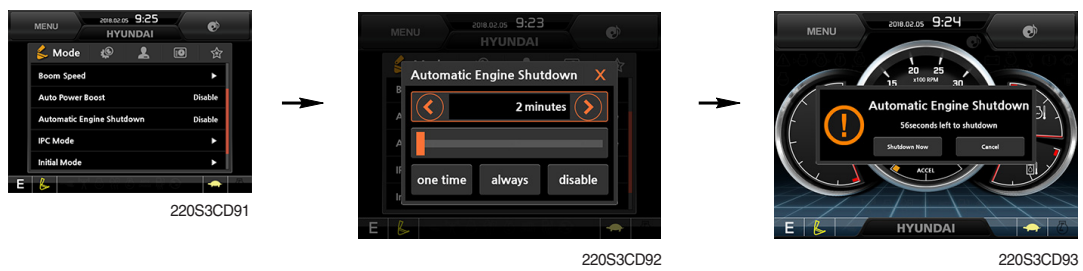 2018.02.05 9:25
MENU
HYUNDAI
Mode
Boom Speed
Auto Power Boost Disable
Automatic Engine Shutdown Disable
IPC Mode
Initial Mode
E
220S3CD91
2018.02.05 9:23
MENU
HYUNDAI
Automatic Engine Shutdown X
2 minutes
one time always disable
E
220S3CD92
2018.02.05 9:24
MENU
HYUNDAI
20 25
15 x100 RPM 30
Automatic Engine Shutdown
56seconds left to shutdown
Shutdown Now Cancel
ACCEL
E HYUNDAI
220S3CD93